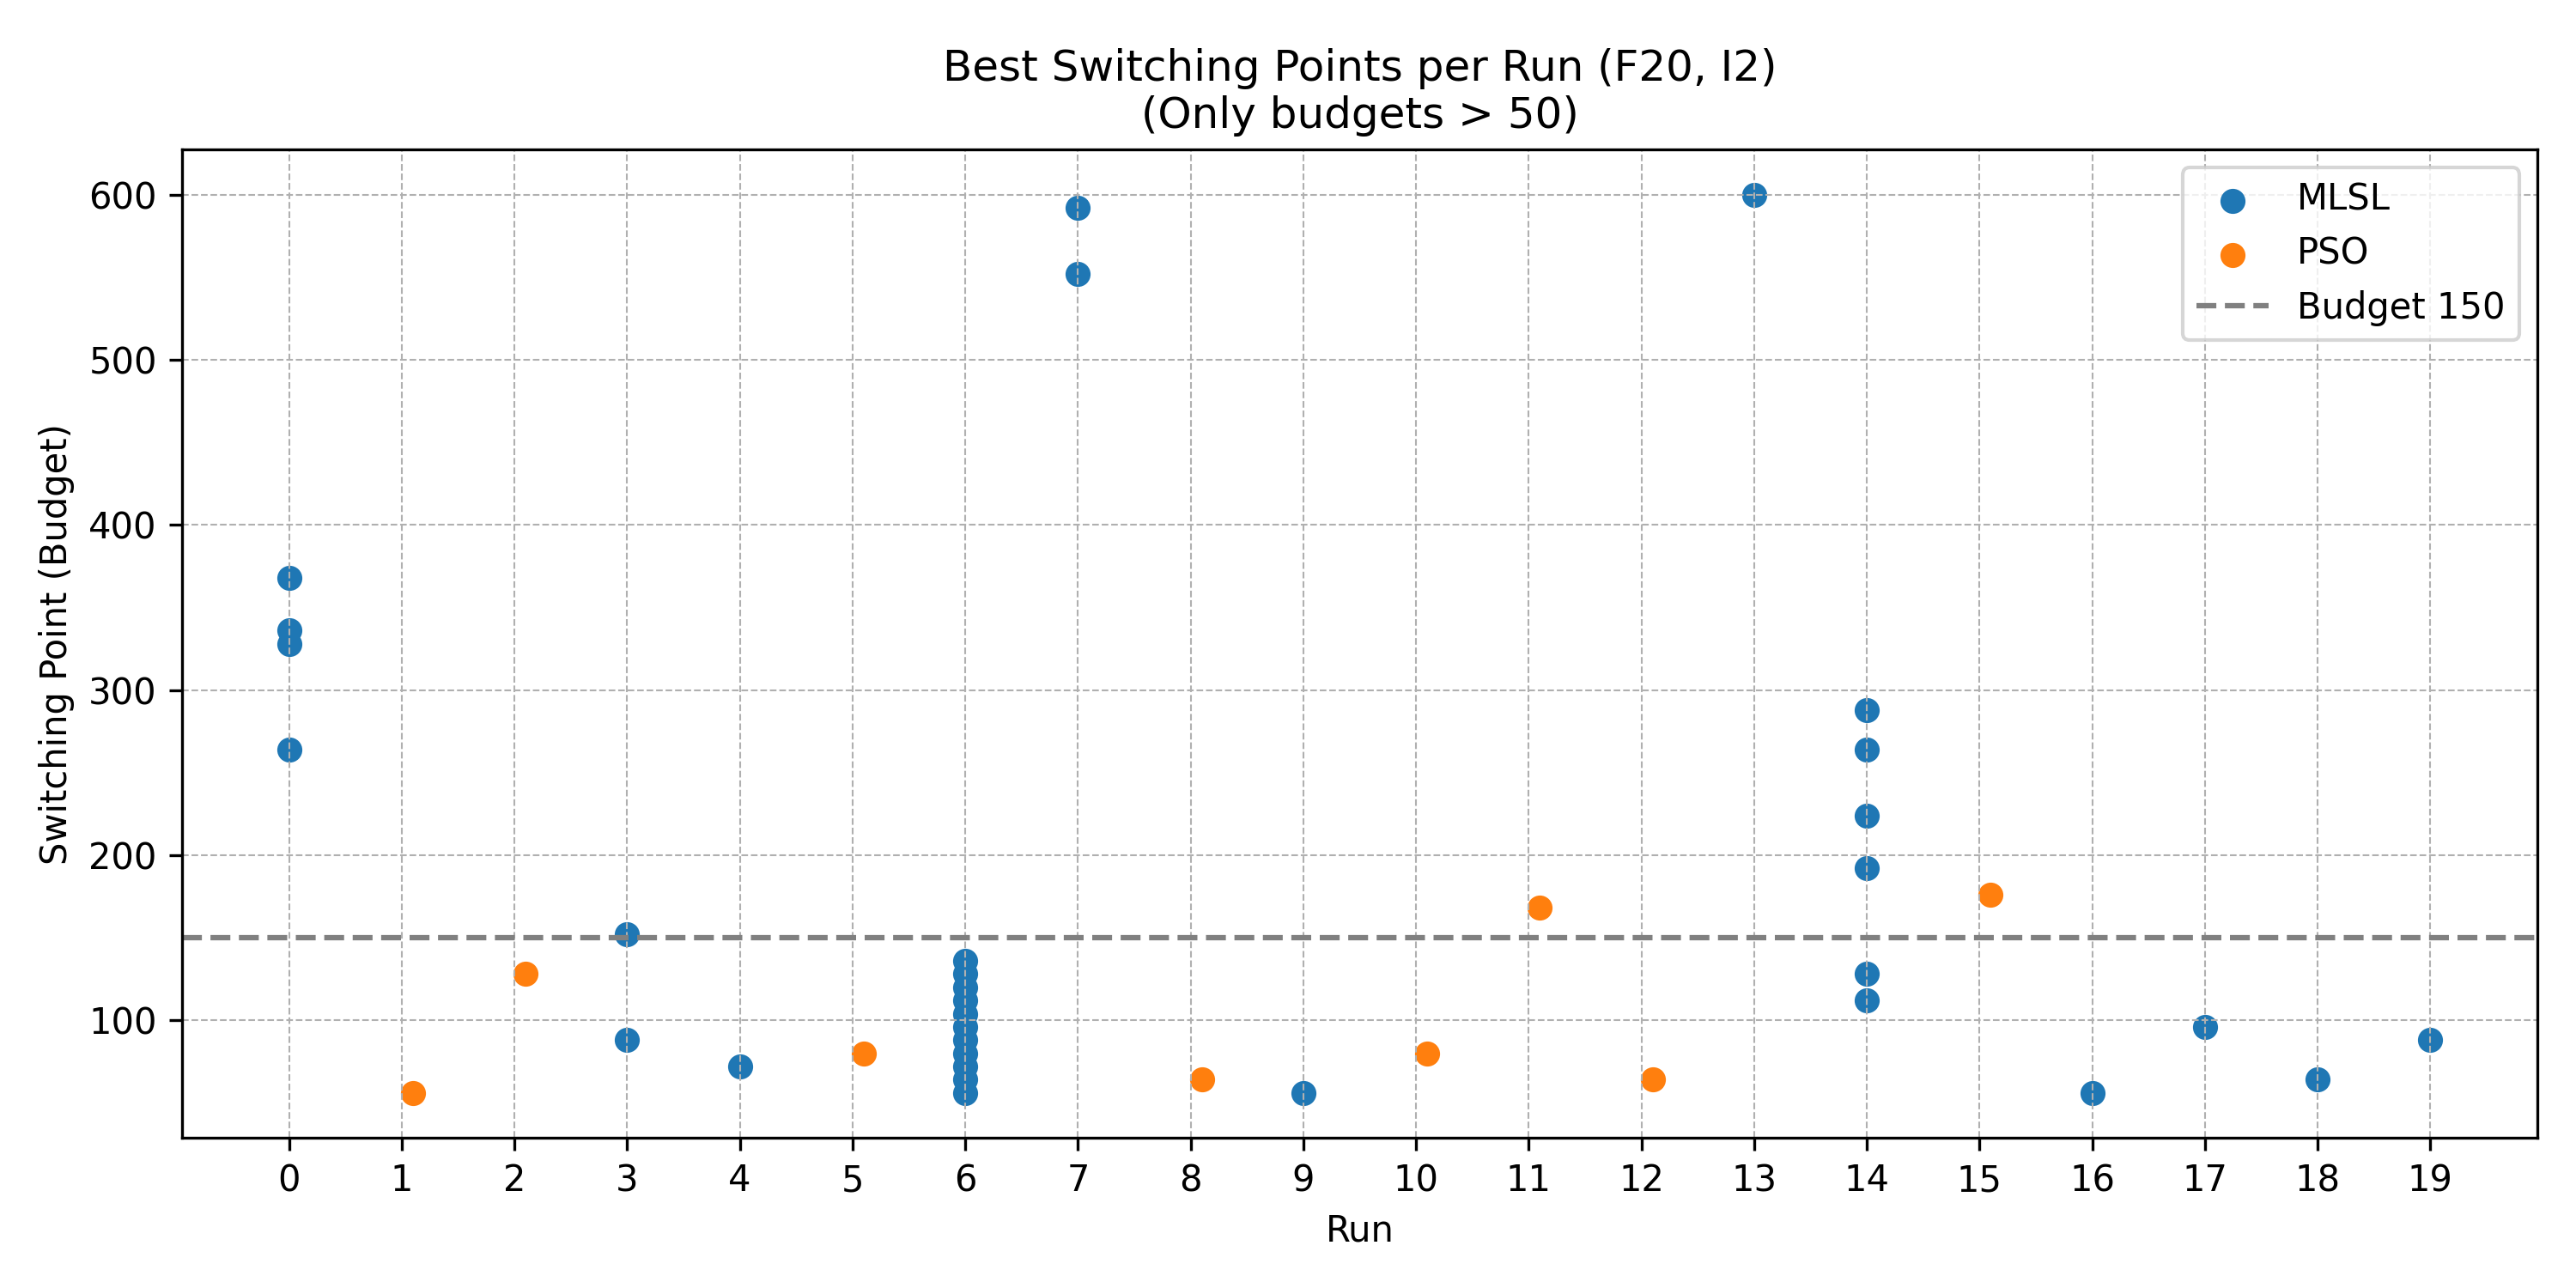 Best Switching Points per Run (F20, I2)
(Only budgets > 50)
MLSL
PSO
Budget 150
Switching Point (Budget)
600
500
400
300
200
100
0 1 2 3 4 5 6 7 8 9 10 11 12 13 14 15 16 17 18 19
Run